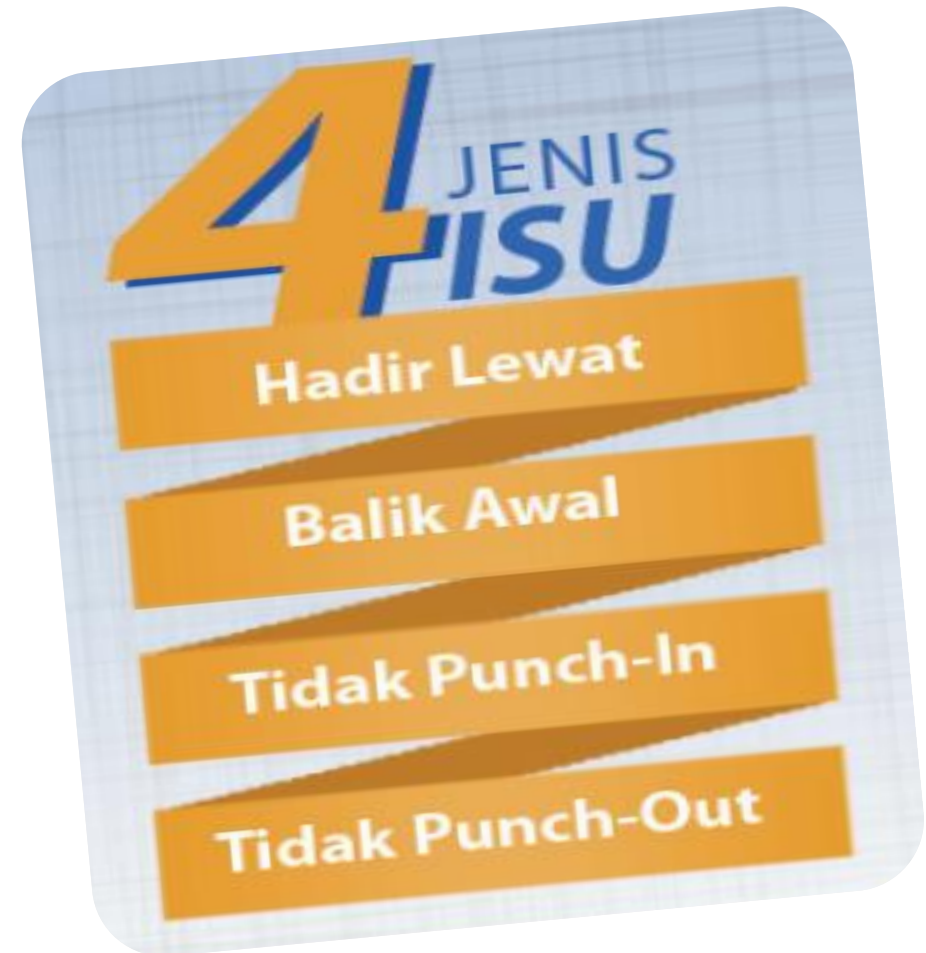 4 JENIS
ISU
Hadir Lewat
Balik Awal
Tidak Punch-In
Tidak Punch-Out